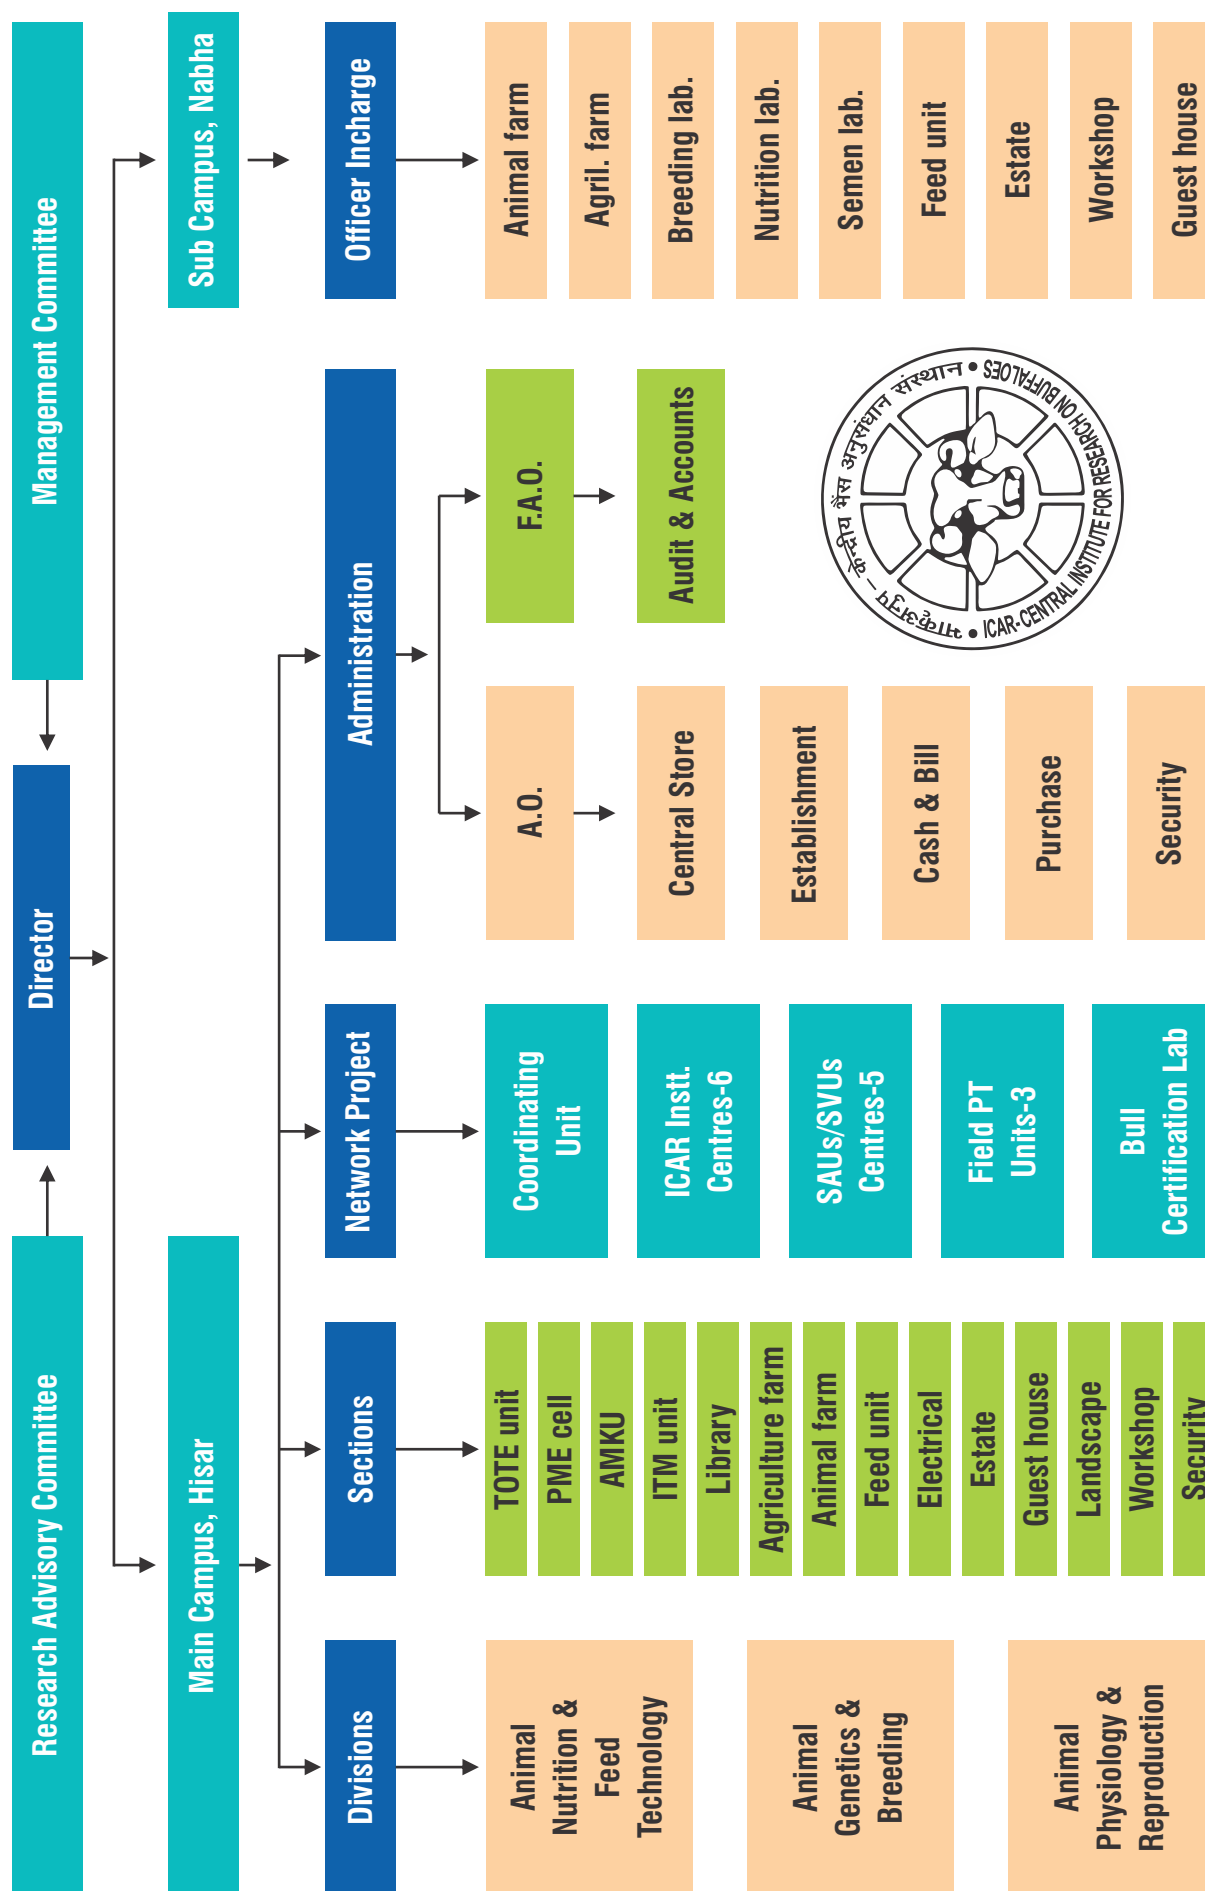 Research Advisory Committee
Director
Management Committee
Main Campus, Hisar
Sub Campus, Nabha
Divisions
Sections
Network Project
Administration
Officer Incharge
Animal
Nutrition &
Feed
Technology
Animal
Genetics &
Breeding
Animal
Physiology &
Reproduction
TOTE unit
PME cell
AMKU
ITM unit
Library
Agriculture farm
Animal farm
Feed unit
Electrical
Estate
Guest house
Landscape
Workshop
Security
Coordinating
Unit
ICAR Instt.
Centres-6
SAUs/SVUs
Centres-5
Field PT
Units-3
Bull
Certification Lab
A.O.
Central Store
Establishment
Cash & Bill
Purchase
Security
F.A.O.
Audit & Accounts
भाकृअनुप – केन्द्रीय भैंस अनुसंधान संस्थान
ICAR-CENTRAL INSTITUTE FOR RESEARCH ON BUFFALOES
Animal farm
Agril. farm
Breeding lab.
Nutrition lab.
Semen lab.
Feed unit
Estate
Workshop
Guest house